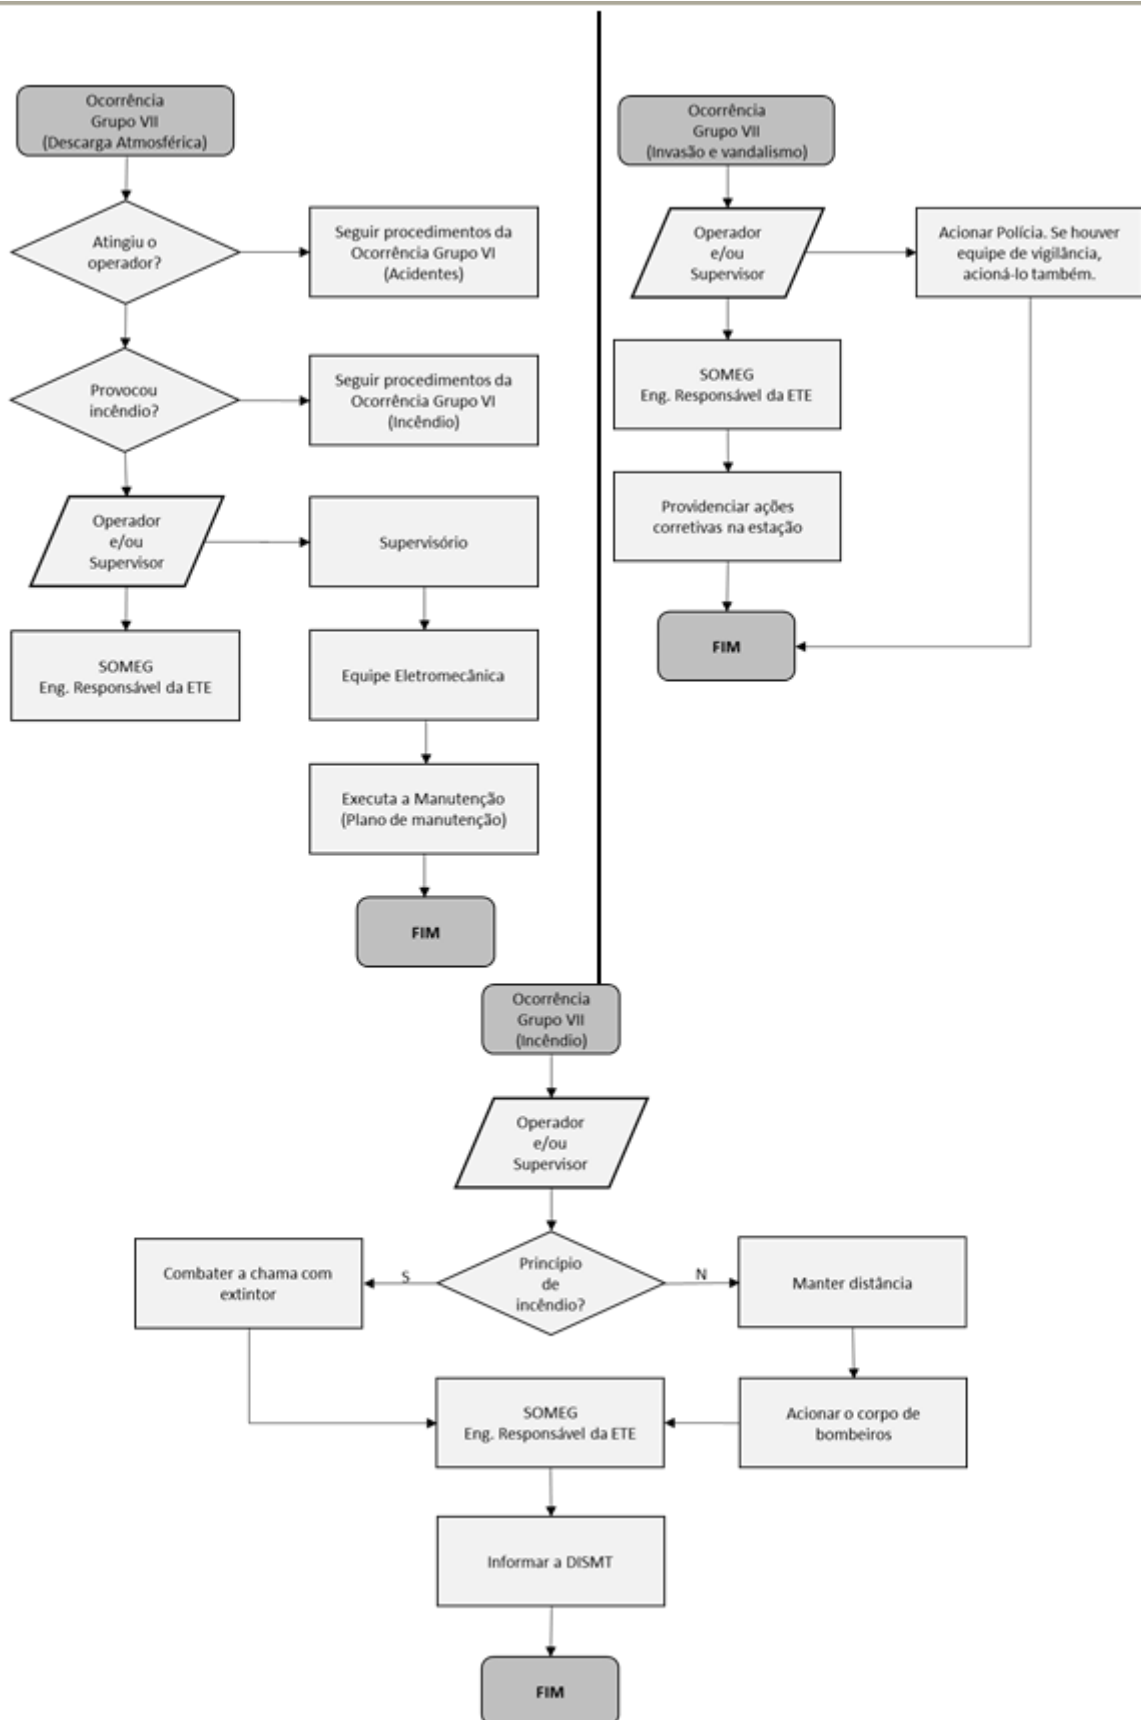 Ocorrência
Grupo VII
(Descarga Atmosférica)
Atingiu o
operador?
Seguir procedimentos da
Ocorrência Grupo VI
(Acidentes)
Provocou
incêndio?
Seguir procedimentos da
Ocorrência Grupo VI
(Incêndio)
Operador
e/ou
Supervisor
Supervisório
SOMEG
Eng. Responsável da ETE
Equipe Eletromecânica
Executa a Manutenção
(Plano de manutenção)
FIM
Ocorrência
Grupo VII
(Invasão e vandalismo)
Operador
e/ou
Supervisor
Acionar Polícia. Se houver
equipe de vigilância,
acioná-lo também.
SOMEG
Eng. Responsável da ETE
Providenciar ações
corretivas na estação
FIM
Ocorrência
Grupo VII
(Incêndio)
Operador
e/ou
Supervisor
Princípio
de
incêndio?
S
N
Combater a chama com
extintor
Manter distância
SOMEG
Eng. Responsável da ETE
Acionar o corpo de
bombeiros
Informar a DISMT
FIM